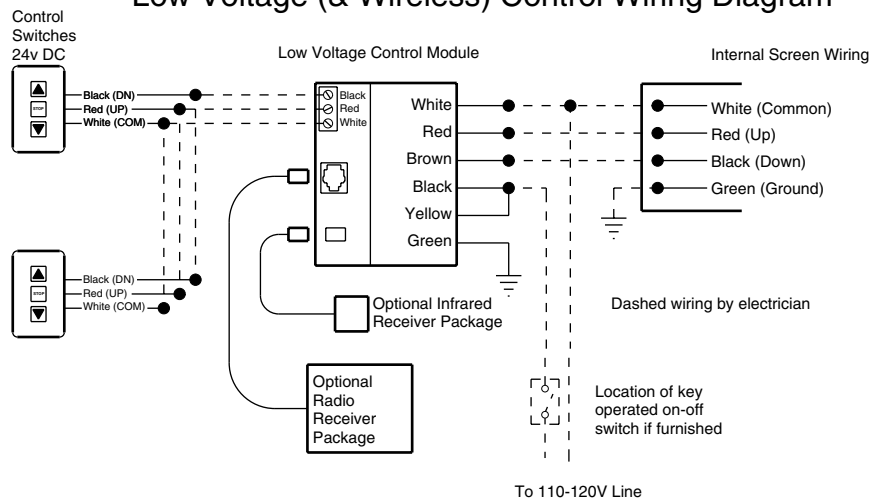 Low Voltage (& Wireless) Control Wiring Diagram
Control
Switches
24v DC
Low Voltage Control Module
Internal Screen Wiring
STOP
Black (DN)
Red (UP)
White (COM)
Black
Red
White
White
Red
Brown
Black
Yellow
Green
White (Common)
Red (Up)
Black (Down)
Green (Ground)
STOP
Black (DN)
Red (UP)
White (COM)
Optional Infrared
Receiver Package
Dashed wiring by electrician
Optional
Radio
Receiver
Package
Location of key
operated on-off
switch if furnished
To 110-120V Line